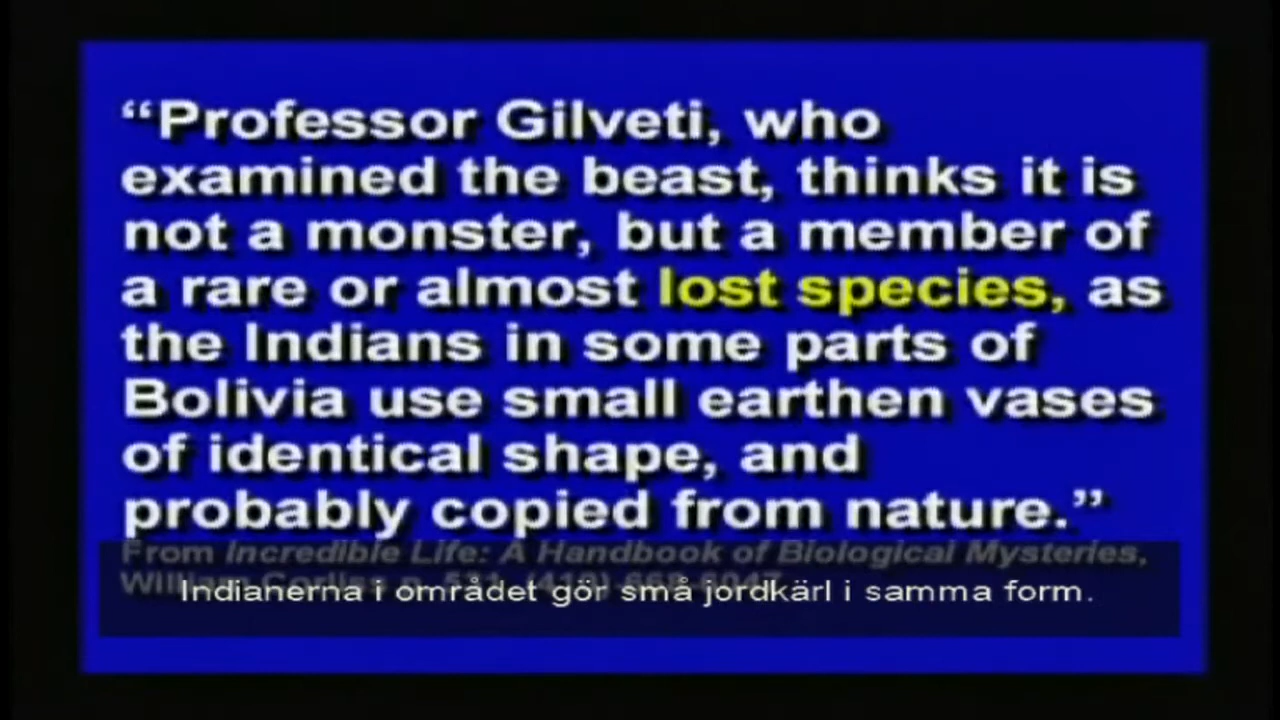 “Professor Gilveti, who
examined the beast, thinks it is
not a monster, but a member of
a rare or almost lost species, as
the Indians in some parts of
Bolivia use small earthen vases
of identical shape, and
probably copied from nature.”
From Incredible Life: A Handbook of Biological Mysteries,
William Corliss p.
Indianerna i området gör små jordkärl i samma form.